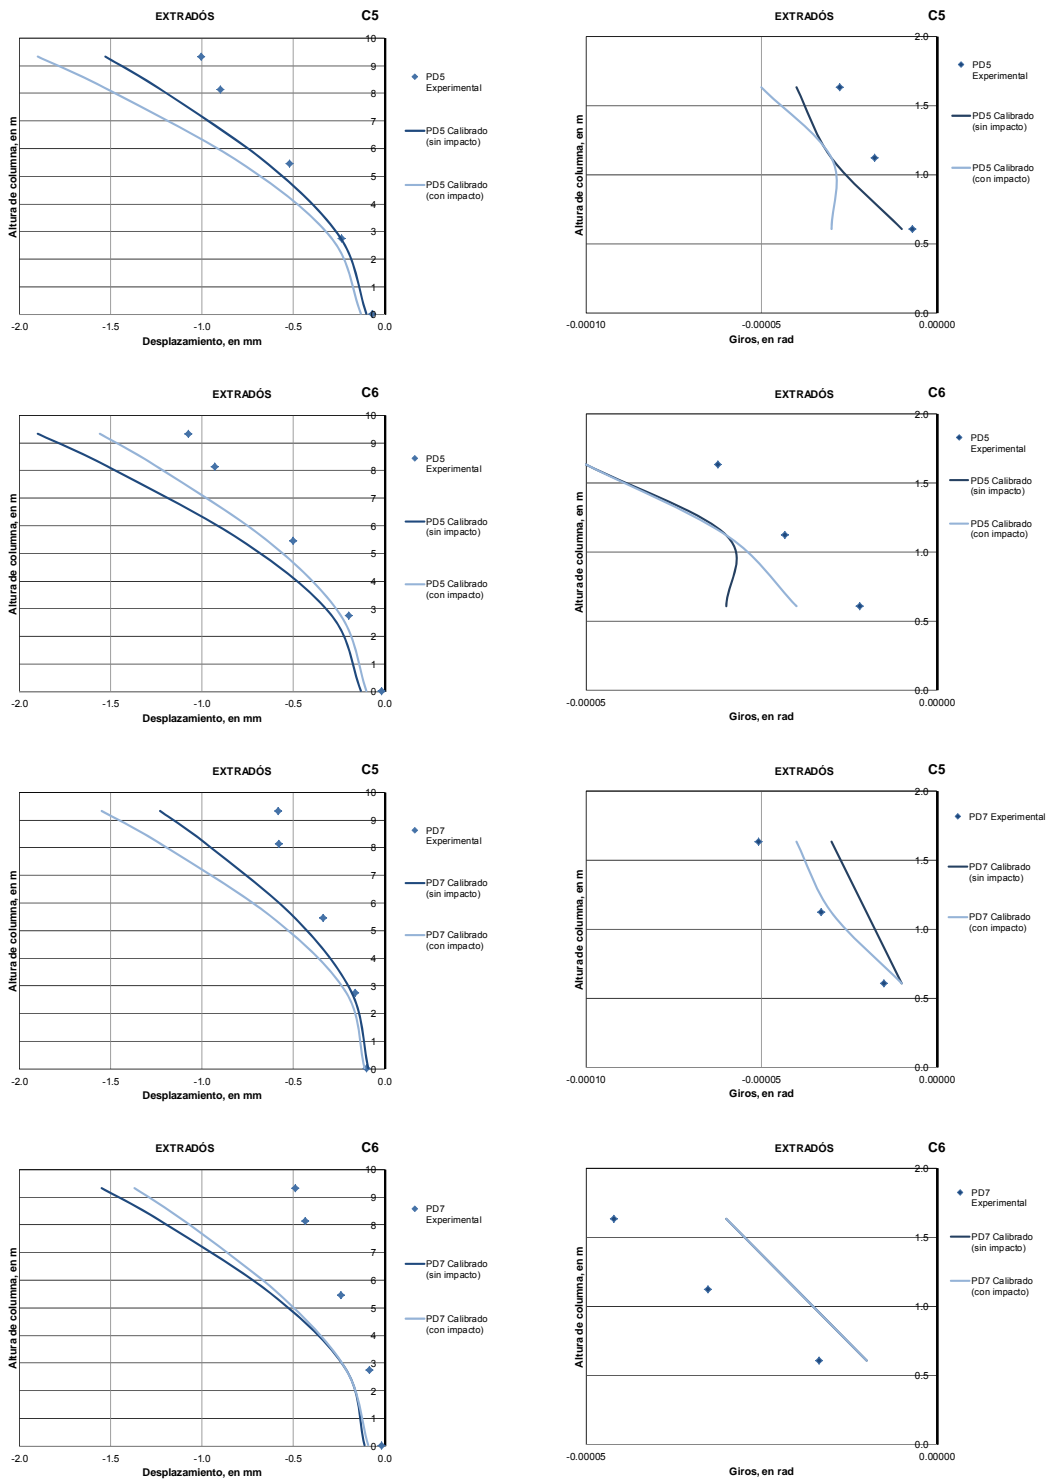 EXTRADÓS C5
10
9
8
7
6
5
4
3
2
1
0
-2.0 -1.5 -1.0 -0.5 0.0
Altura de columna, en m
Desplazamiento, en mm
PD5
Experimental
PD5 Calibrado
(sin impacto)
PD5 Calibrado
(con impacto)
EXTRADÓS C5
2.0
1.5
1.0
0.5
0.0
-0.00010 -0.00005 0.00000
Altura de columna, en m
Giros, en rad
PD5
Experimental
PD5 Calibrado
(sin impacto)
PD5 Calibrado
(con impacto)
EXTRADÓS C6
10
9
8
7
6
5
4
3
2
1
0
-2.0 -1.5 -1.0 -0.5 0.0
Altura de columna, en m
Desplazamiento, en mm
PD5
Experimental
PD5 Calibrado
(sin impacto)
PD5 Calibrado
(con impacto)
EXTRADÓS C6
2.0
1.5
1.0
0.5
0.0
-0.00005 0.00000
Altura de columna, en m
Giros, en rad
PD5
Experimental
PD5 Calibrado
(sin impacto)
PD5 Calibrado
(con impacto)
EXTRADÓS C5
10
9
8
7
6
5
4
3
2
1
0
-2.0 -1.5 -1.0 -0.5 0.0
Altura de columna, en m
Desplazamiento, en mm
PD7
Experimental
PD7 Calibrado
(sin impacto)
PD7 Calibrado
(con impacto)
EXTRADÓS C5
2.0
1.5
1.0
0.5
0.0
-0.00010 -0.00005 0.00000
Altura de columna, en m
Giros, en rad
PD7 Experimental
PD7 Calibrado
(sin impacto)
PD7 Calibrado
(con impacto)
EXTRADÓS C6
10
9
8
7
6
5
4
3
2
1
0
-2.0 -1.5 -1.0 -0.5 0.0
Altura de columna, en m
Desplazamiento, en mm
PD7
Experimental
PD7 Calibrado
(sin impacto)
PD7 Calibrado
(con impacto)
EXTRADÓS C6
2.0
1.5
1.0
0.5
0.0
-0.00005 0.00000
Altura de columna, en m
Giros, en rad
PD7
Experimental
PD7 Calibrado
(sin impacto)
PD7 Calibrado
(con impacto)